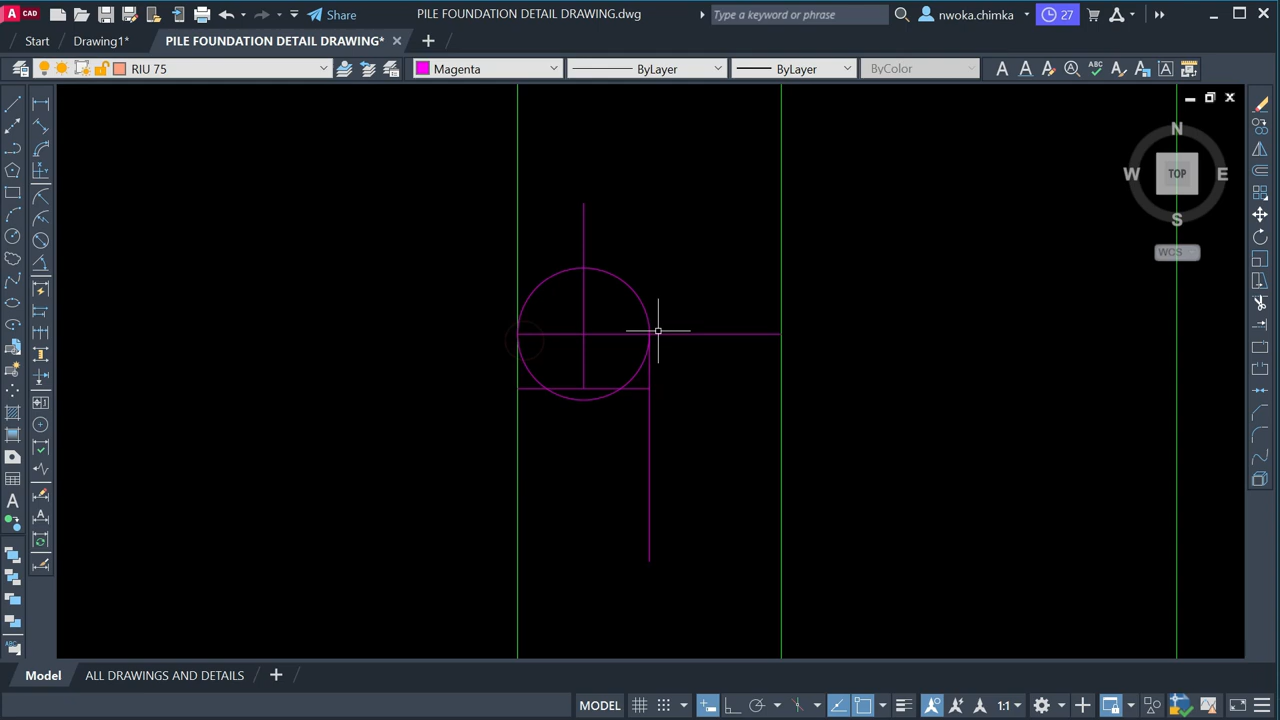 A CAD
Share
PILE FOUNDATION DETAIL DRAWING.dwg
Type a keyword or phrase
nwoka.chimka
27
Start
Drawing1*
PILE FOUNDATION DETAIL DRAWING*
RIU 75
Magenta
ByLayer
ByLayer
ByColor
N
W
TOP
E
S
WCS
Model
ALL DRAWINGS AND DETAILS
MODEL
1:1